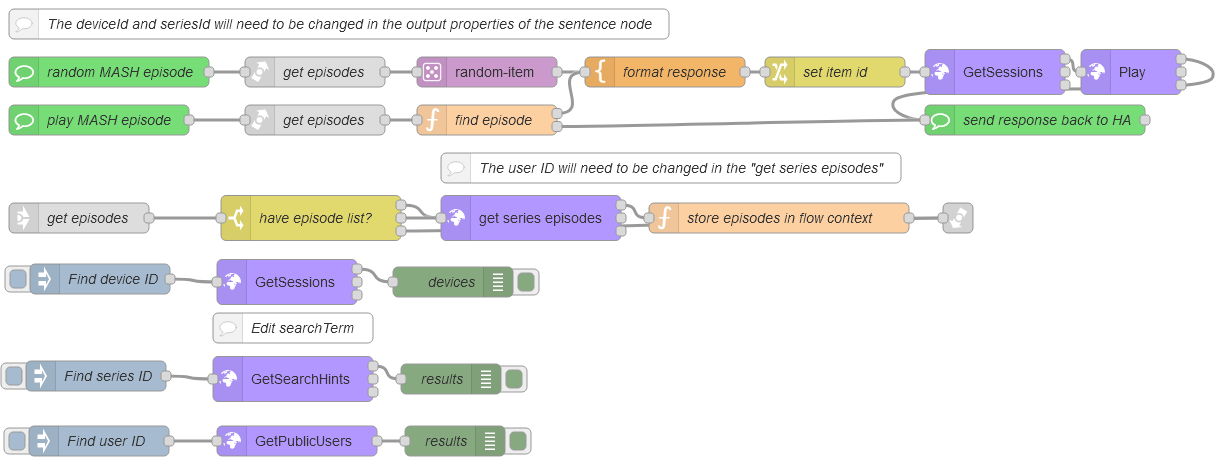 The deviceId and seriesId will need to be changed in the output properties of the sentence node
random MASH episode
get episodes
random-item
format response
set item id
GetSessions
Play
play MASH episode
get episodes
find episode
send response back to HA
The user ID will need to be changed in the "get series episodes"
get episodes
have episode list?
get series episodes
store episodes in flow context
Find device ID
GetSessions
devices
Edit searchTerm
Find series ID
GetSearchHints
results
Find user ID
GetPublicUsers
results